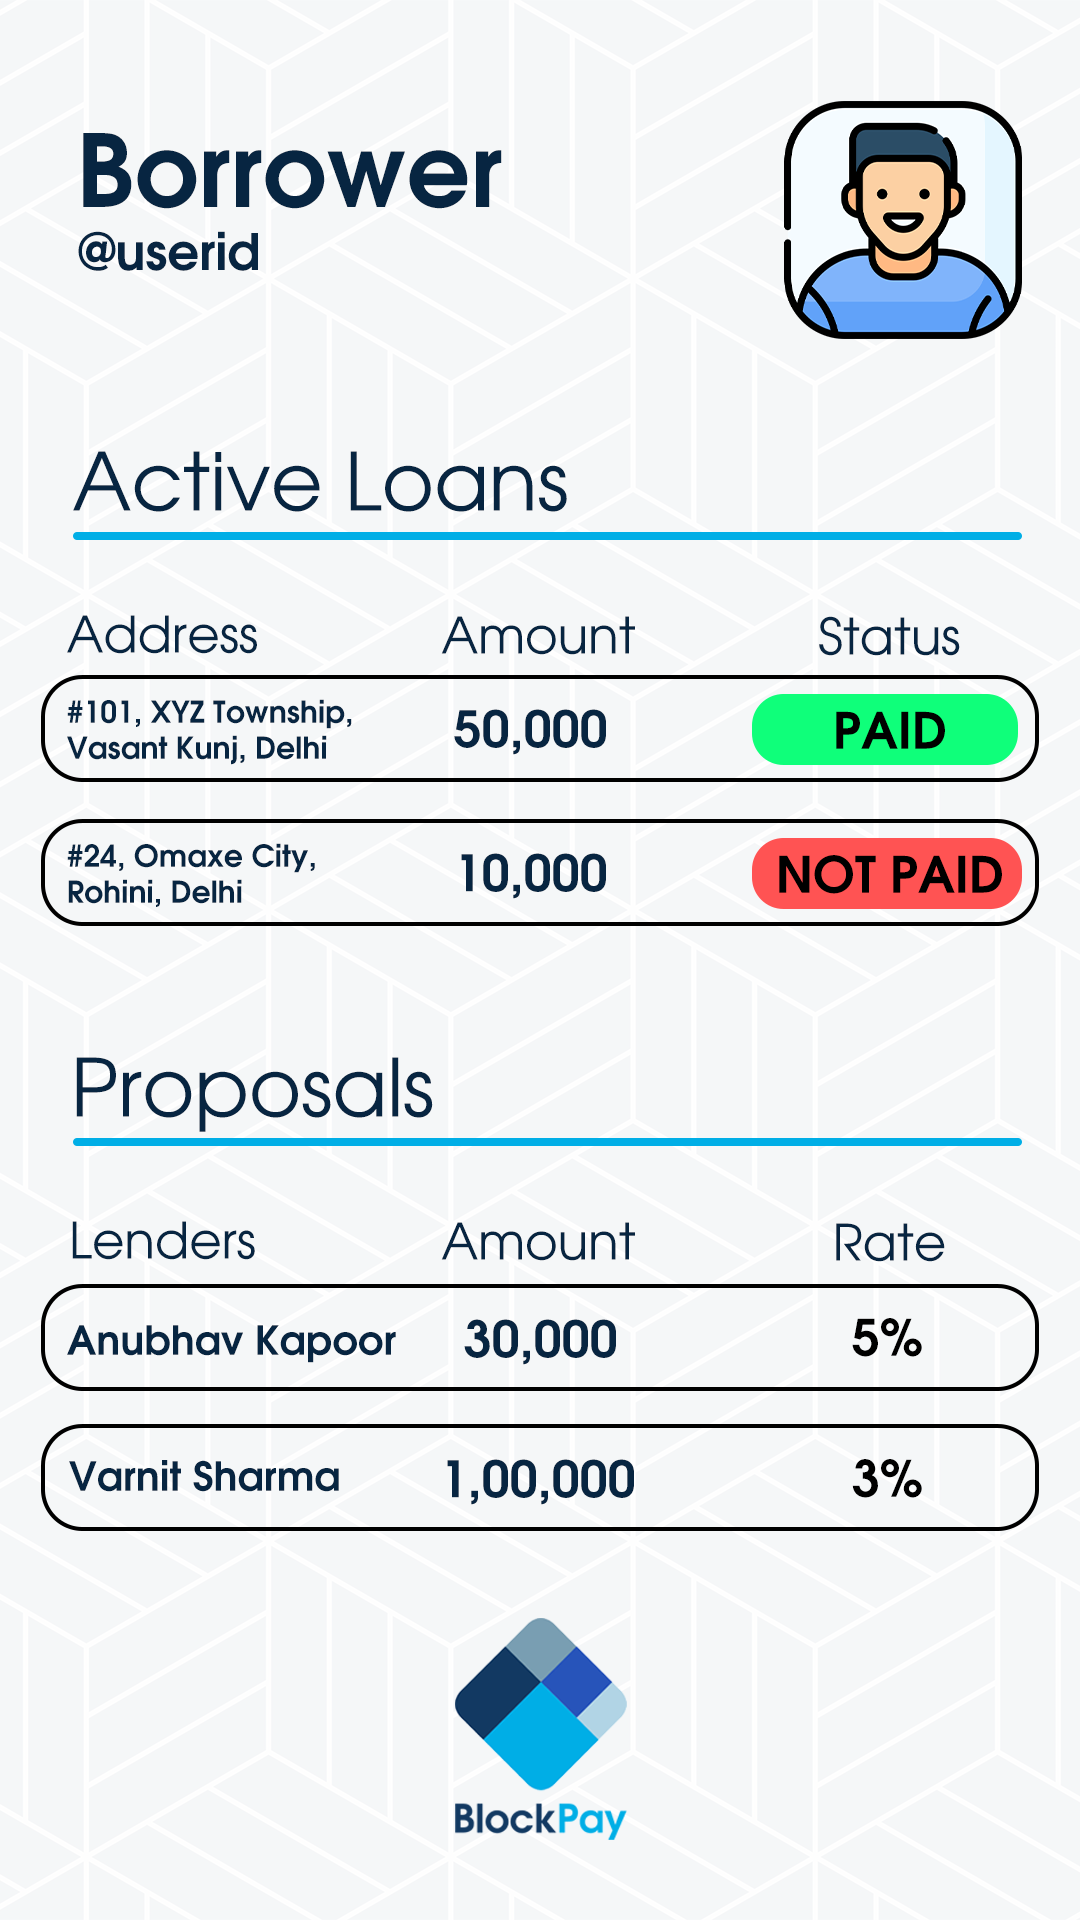 Borrower
@userid
Active Loans
Address Amount Status
#101, XYZ Township,
Vasant Kunj, Delhi
50,000
PAID
#24, Omaxe City,
Rohini, Delhi
10,000
NOT PAID
Proposals
Lenders Amount Rate
Anubhav Kapoor 30,000 5%
Varnit Sharma 1,00,000 3%
BlockPay